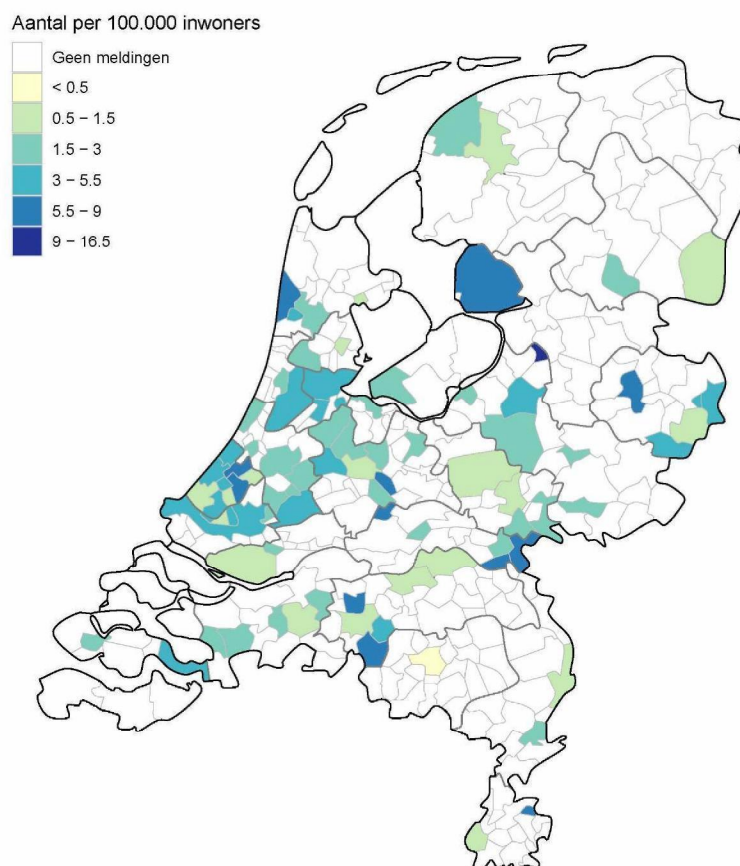 Aantal per 100.000 inwoners
Geen meldingen
< 0.5
0.5 – 1.5
1.5 – 3
3 – 5.5
5.5 – 9
9 – 16.5